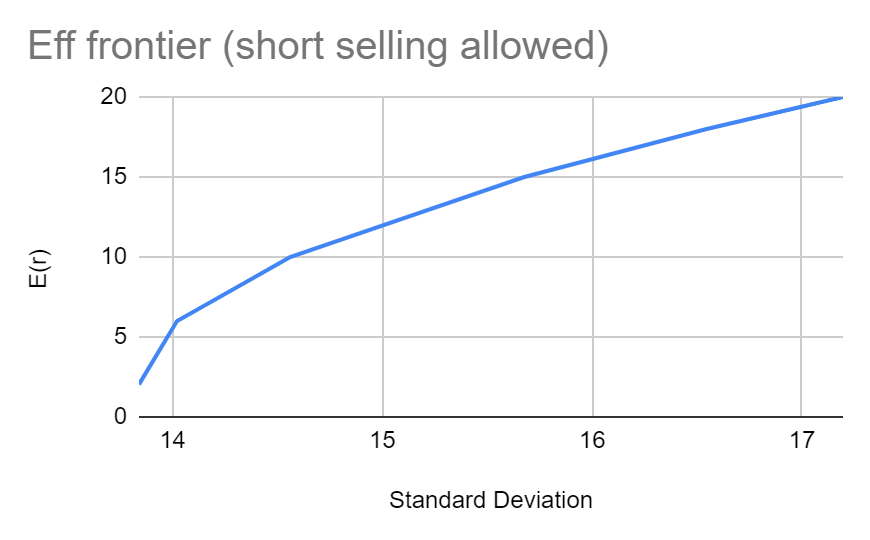 Eff frontier (short selling allowed)
20
15
10
5
0
E(r)
14 15 16 17
Standard Deviation